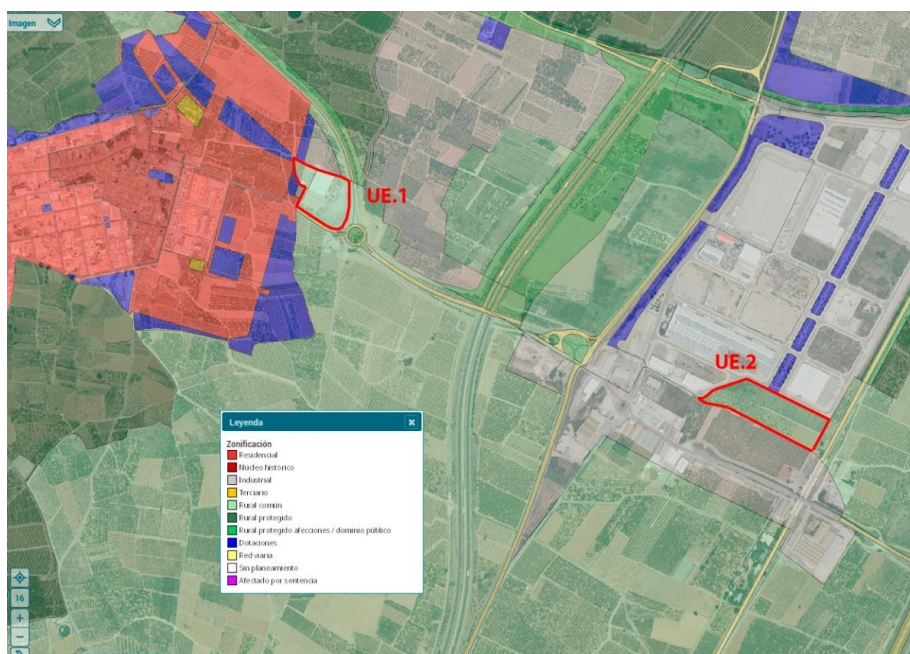 Imagen
UE.1
UE.2
Leyenda
Zonificación
Residencial
Núcleo histórico
Industrial
Terciario
Rural común
Rural protegido
Rural protegido afecciones / dominio público
Dotaciones
Red viaria
Sin planeamiento
Afectado por sentencia
16